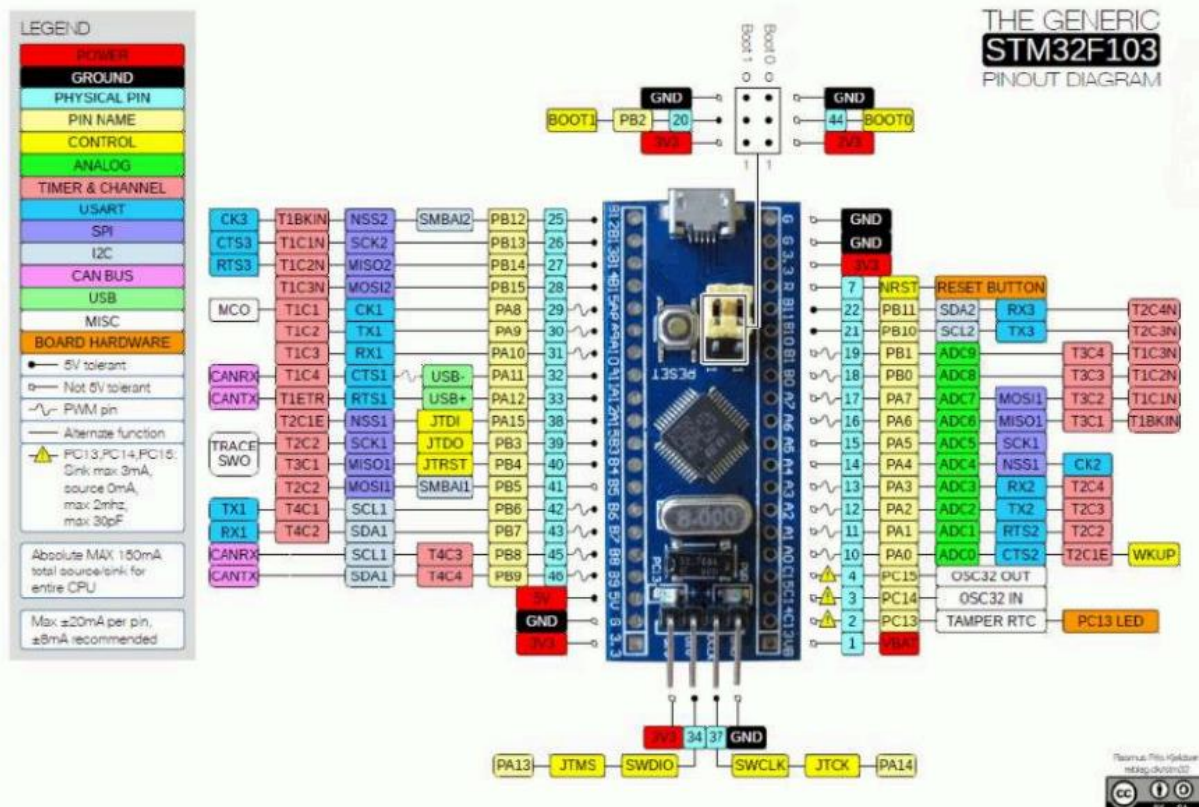 LEGEND
POWER
GROUND
PHYSICAL PIN
PIN NAME
CONTROL
ANALOG
TIMER & CHANNEL
USART
SPI
I2C
CAN BUS
USB
MISC
BOARD HARDWARE
5V tolerant
Not 5V tolerant
PWM pin
Alternate function
PC13,PC14,PC15:
Sink max 3mA,
source 0mA,
max 2mhz,
max 30pF
Absolute MAX 150mA
total source/sink for
entire CPU
Max ±20mA per pin,
±8mA recommended
THE GENERIC
STM32F103
PINOUT DIAGRAM
Boot 1 Boot 0
GND GND
BOOT1 PB2 20 44 BOOT0
3V3 3V3
1 1
CK3 T1BKIN NSS2 SMBAI2 PB12 25
CTS3 T1C1N SCK2 PB13 26
RTS3 T1C2N MISO2 PB14 27
T1C3N MOSI2 PB15 28
MCO T1C1 CK1 PA8 29
T1C2 TX1 PA9 30
T1C3 RX1 PA10 31
CANRX T1C4 CTS1 USB- PA11 32
CANTX T1ETR RTS1 USB+ PA12 33
T2C1E NSS1 JTDI PA15 38
TRACE
SWO
T2C2 SCK1 JTDO PB3 39
T3C1 MISO1 JTRST PB4 40
T2C2 MOSI1 SMBAI1 PB5 41
TX1 T4C1 SCL1 PB6 42
RX1 T4C2 SDA1 PB7 43
CANRX SCL1 T4C3 PB8 45
CANTX SDA1 T4C4 PB9 46
5V
GND
3V3
GND
GND
3V3
7 NRST RESET BUTTON
22 PB11 SDA2 RX3 T2C4N
21 PB10 SCL2 TX3 T2C3N
19 PB1 ADC9 T3C4 T1C3N
18 PB0 ADC8 T3C3 T1C2N
17 PA7 ADC7 MOSI1 T3C2 T1C1N
16 PA6 ADC6 MISO1 T3C1 T1BKIN
15 PA5 ADC5 SCK1
14 PA4 ADC4 NSS1 CK2
13 PA3 ADC3 RX2 T2C4
12 PA2 ADC2 TX2 T2C3
11 PA1 ADC1 RTS2 T2C2
10 PA0 ADC0 CTS2 T2C1E WKUP
4 PC15 OSC32 OUT
3 PC14 OSC32 IN
2 PC13 TAMPER RTC PC13 LED
1 VBAT
RESET
8.000
3V3 34 37 GND
PA13 JTMS SWDIO SWCLK JTCK PA14
cc